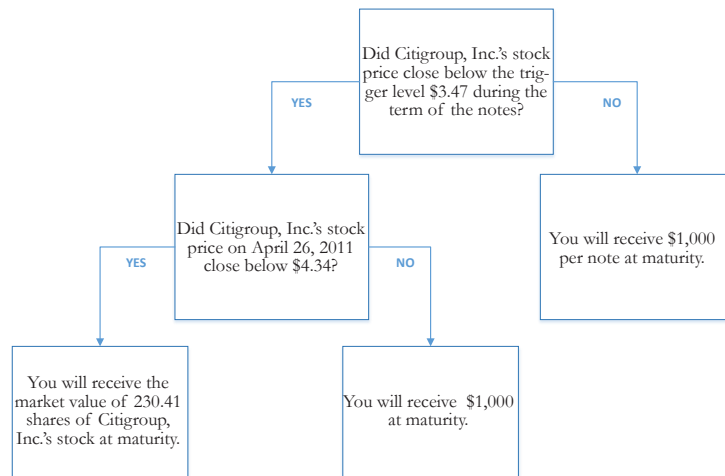 Did Citigroup, Inc.'s stock
price close below the trig-
ger level $3.47 during the
term of the notes?
YES
NO
Did Citigroup, Inc.'s stock
price on April 26, 2011
close below $4.34?
You will receive $1,000
per note at maturity.
YES
NO
You will receive the
market value of 230.41
shares of Citigroup,
Inc.'s stock at maturity.
You will receive $1,000
at maturity.